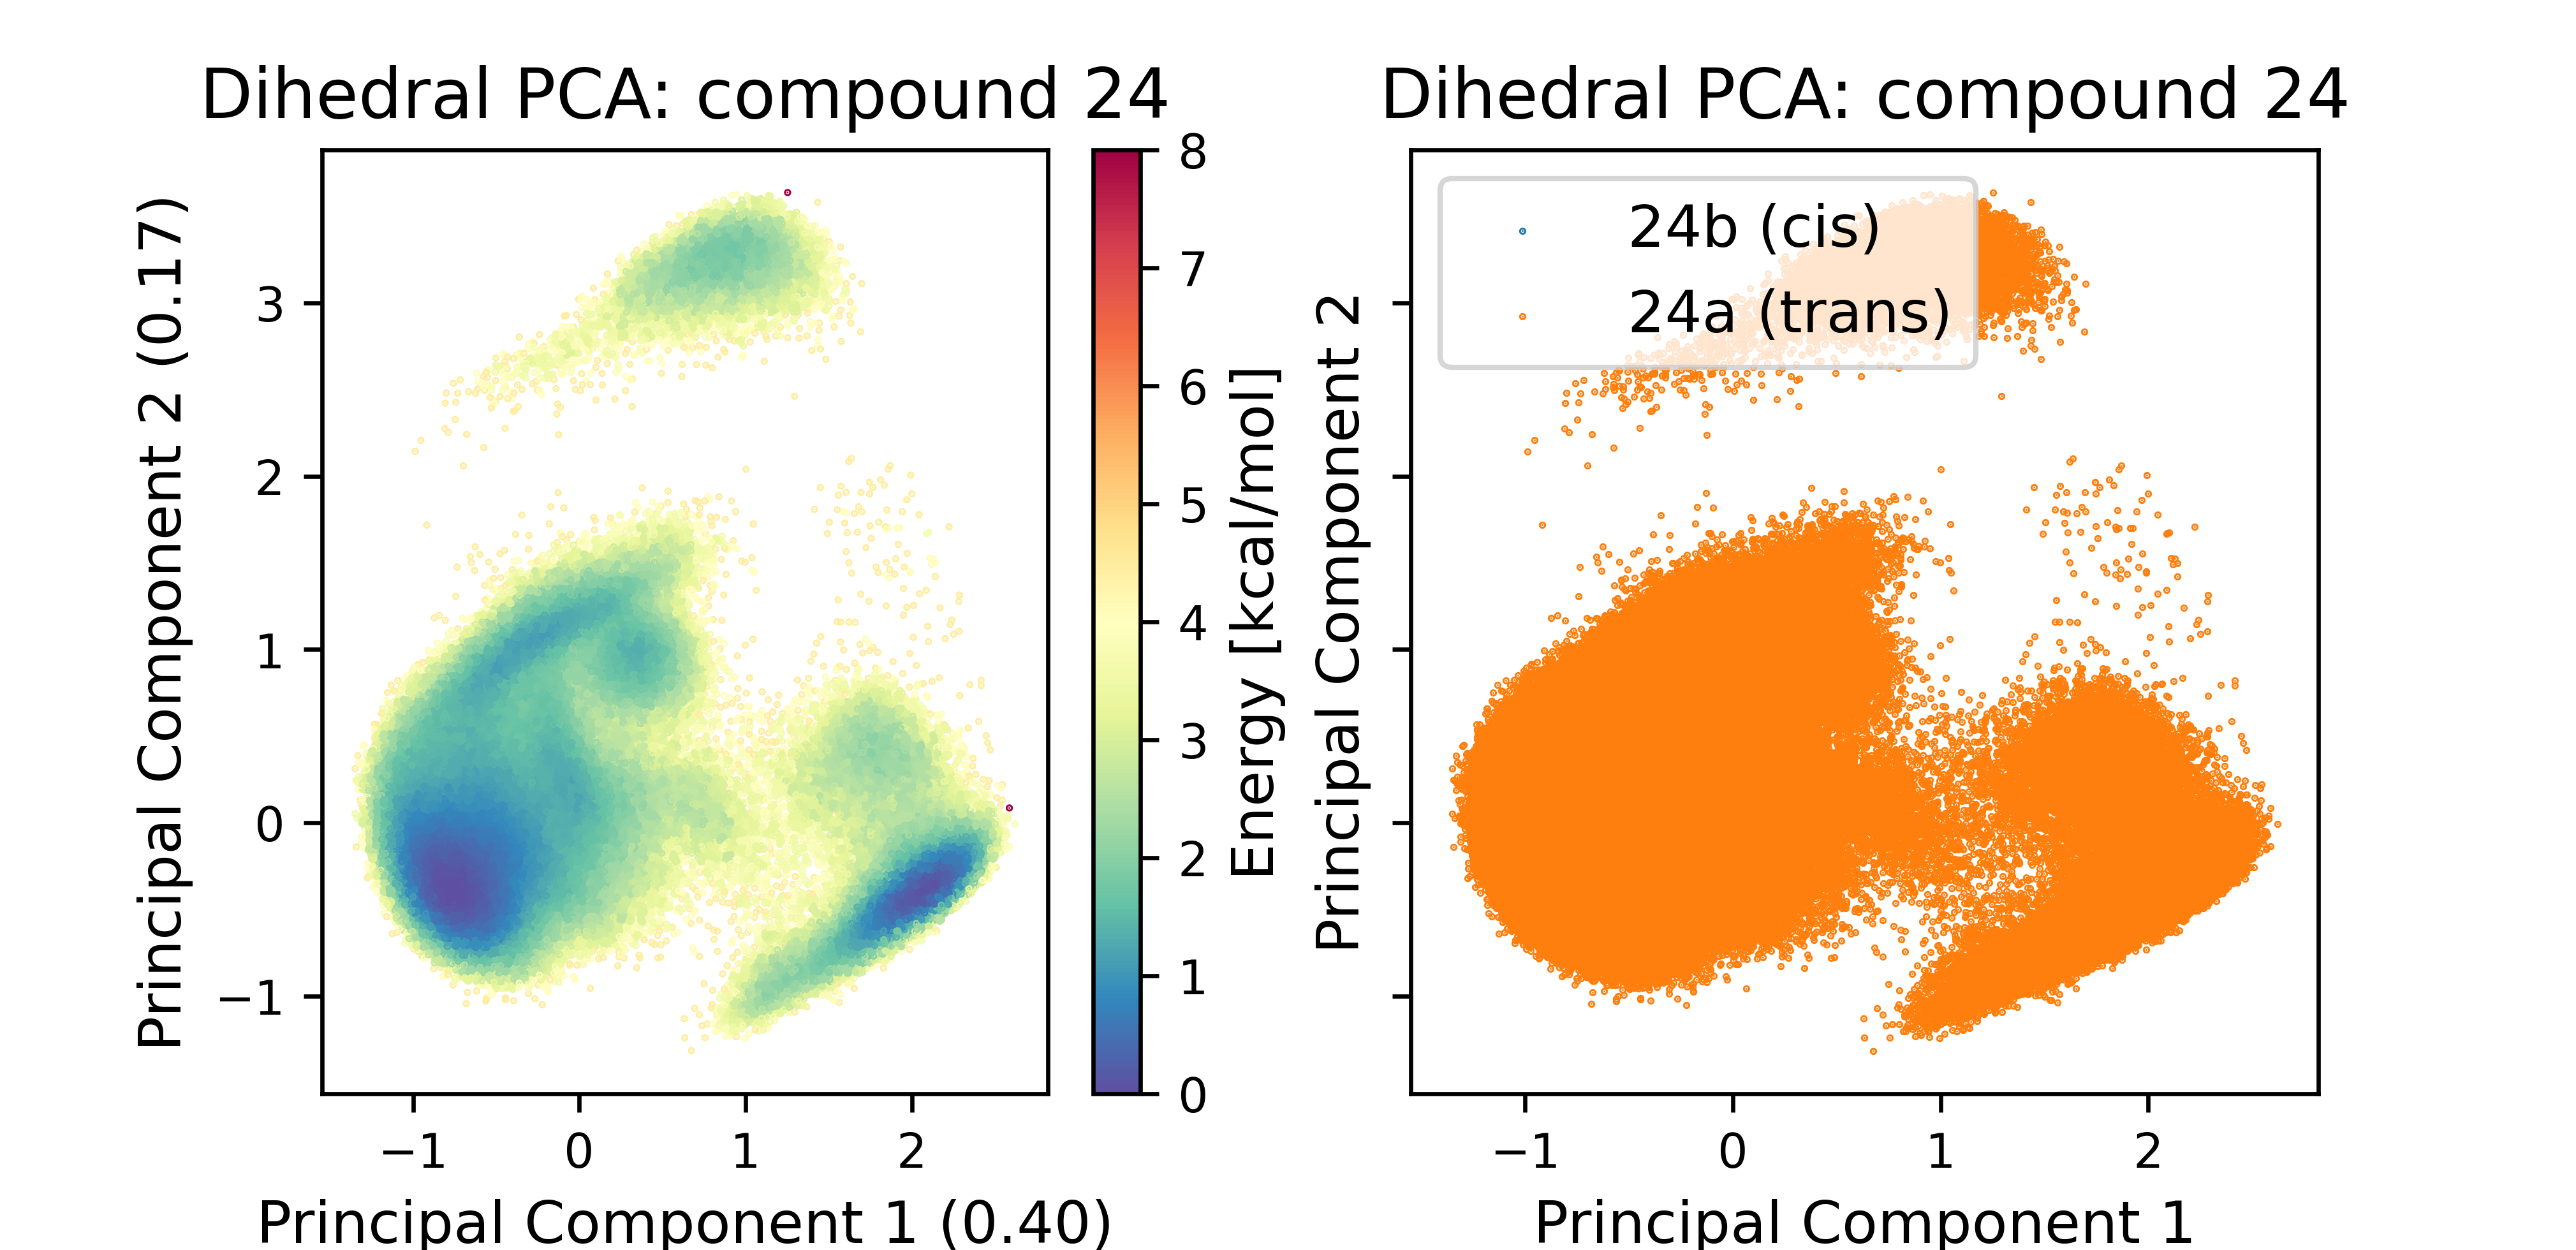 Dihedral PCA: compound 24
Principal Component 2 (0.17)
3
2
1
0
−1
−1 0 1 2
Principal Component 1 (0.40)
8
7
6
5
4
3
2
1
0
Energy [kcal/mol]
Dihedral PCA: compound 24
24b (cis)
24a (trans)
Principal Component 2
−1 0 1 2
Principal Component 1